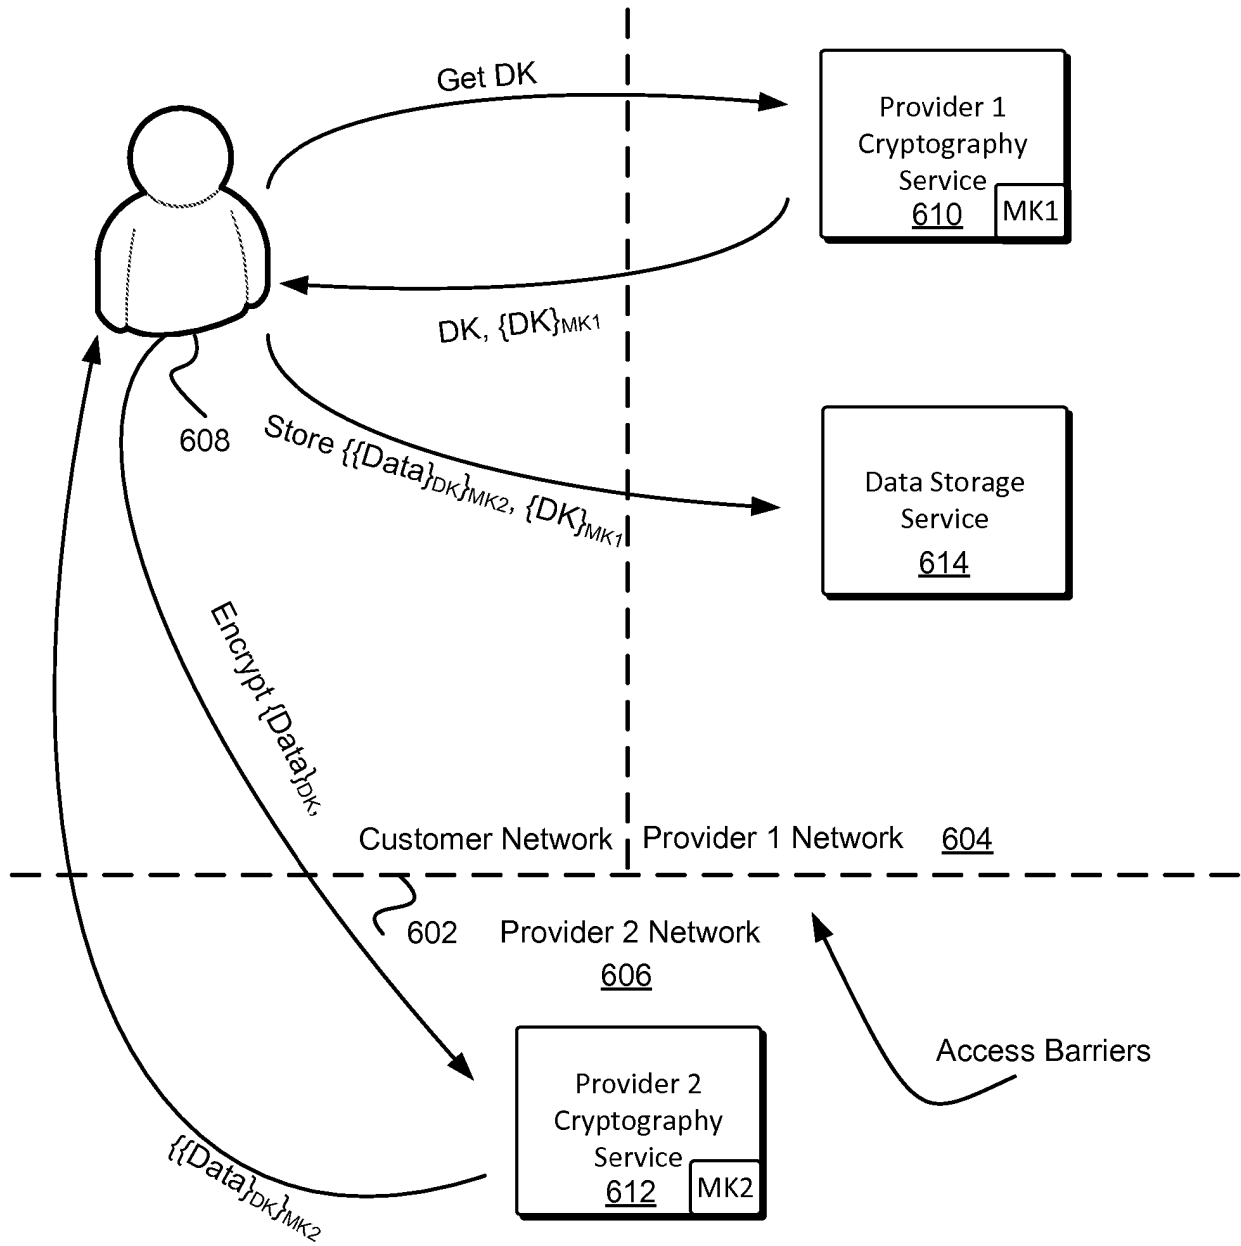 Get DK
Provider 1
Cryptography
Service
610
MK1
DK, {DK}MK1
608
Store {{Data}DK}MK2, {DK}MK1
Data Storage
Service
614
Encrypt {Data}DK,
Customer Network
Provider 1 Network 604
602
Provider 2 Network
606
Access Barriers
Provider 2
Cryptography
Service
612
MK2
{{Data}DK}MK2